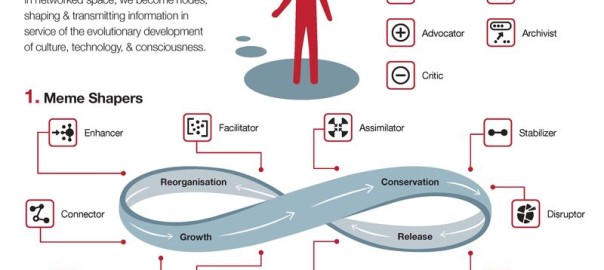 in networked space, we become nodes,
shaping & transmitting information in
service of the evolutionary development
of culture, technology, & consciousness.
Advocator
Archivist
Critic
1. Meme Shapers
Enhancer
Facilitator
Assimilator
Stabilizer
Reorganisation
Conservation
Connector
Disruptor
Growth
Release